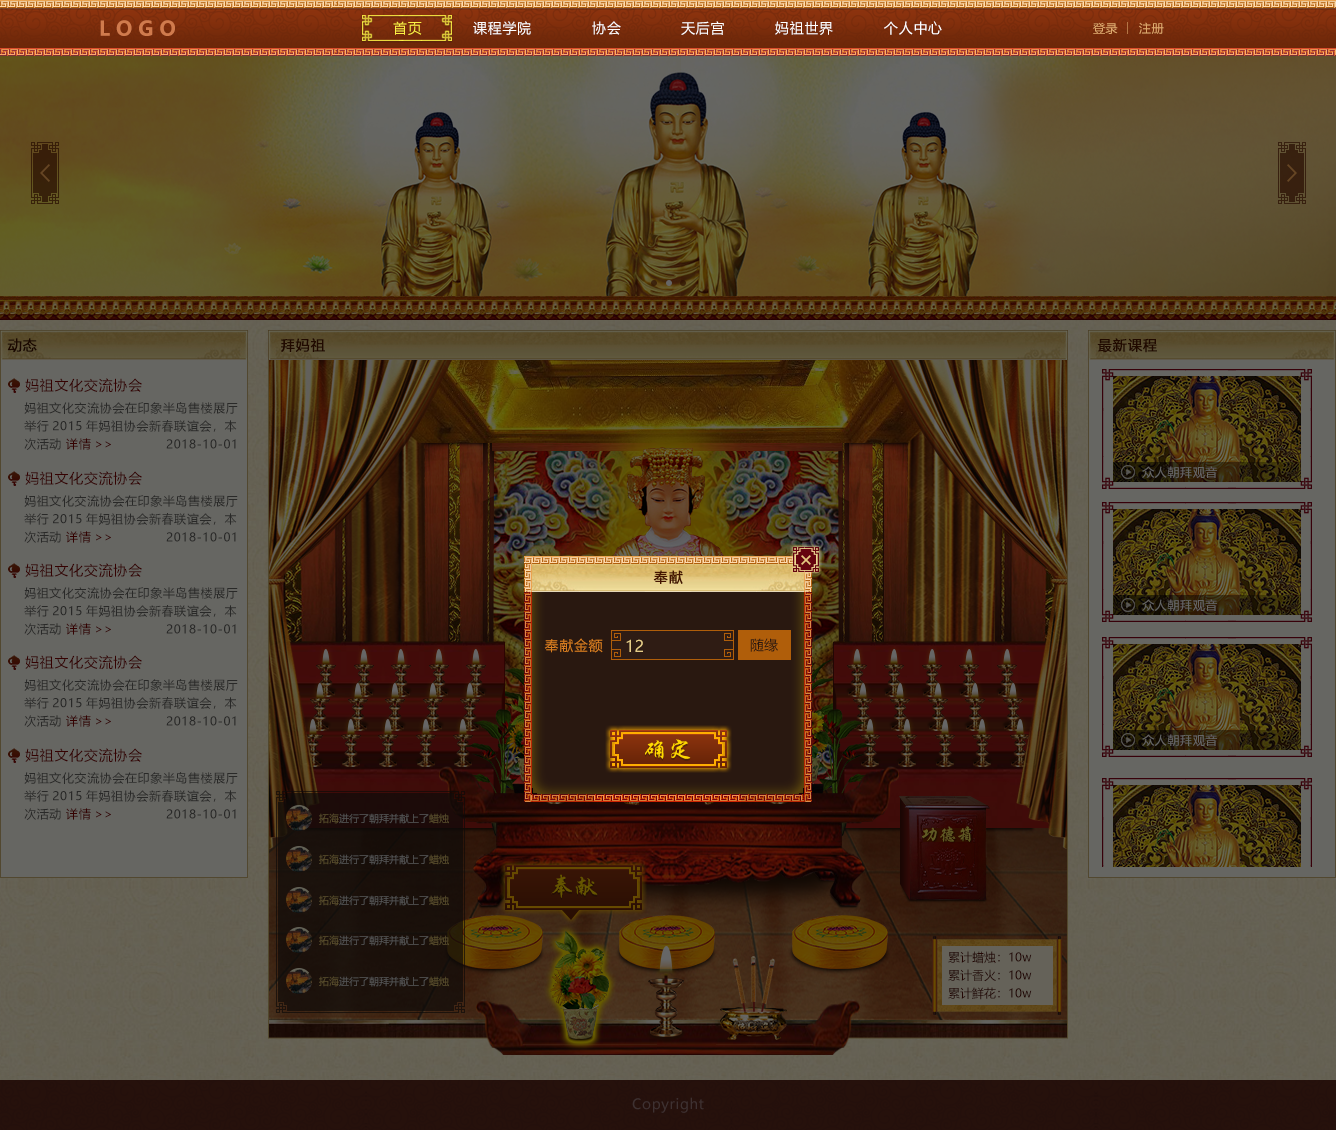 LOGO
首页 课程学院 协会 天后宫 妈祖世界 个人中心
登录 | 注册
动态
妈祖文化交流协会
妈祖文化交流协会在印象半岛售楼展厅
举行 2015 年妈祖协会新春联谊会，本
次活动 详情 >> 2018-10-01
妈祖文化交流协会
妈祖文化交流协会在印象半岛售楼展厅
举行 2015 年妈祖协会新春联谊会，本
次活动 详情 >> 2018-10-01
妈祖文化交流协会
妈祖文化交流协会在印象半岛售楼展厅
举行 2015 年妈祖协会新春联谊会，本
次活动 详情 >> 2018-10-01
妈祖文化交流协会
妈祖文化交流协会在印象半岛售楼展厅
举行 2015 年妈祖协会新春联谊会，本
次活动 详情 >> 2018-10-01
妈祖文化交流协会
妈祖文化交流协会在印象半岛售楼展厅
举行 2015 年妈祖协会新春联谊会，本
次活动 详情 >> 2018-10-01
拜妈祖
奉献
奉献金额 12 随缘
确定
功德箱
奉献
拓海进行了朝拜并献上了蜡烛
拓海进行了朝拜并献上了蜡烛
拓海进行了朝拜并献上了蜡烛
拓海进行了朝拜并献上了蜡烛
拓海进行了朝拜并献上了蜡烛
累计蜡烛：10w
累计香火：10w
累计鲜花：10w
最新课程
众人朝拜观音
众人朝拜观音
众人朝拜观音
Copyright